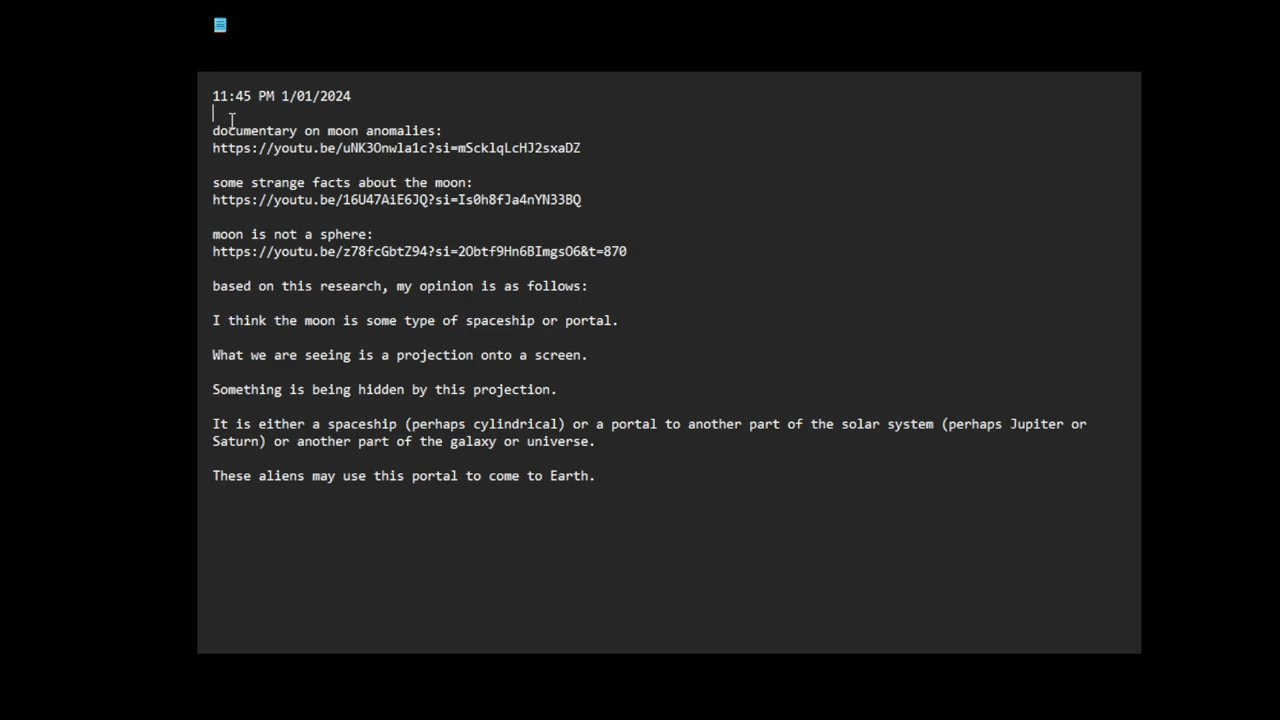 11:45 PM 1/01/2024
documentary on moon anomalies:
https://youtu.be/uNK3Onwla1c?si=mScklqLcHJ2sxaDZ
some strange facts about the moon:
https://youtu.be/16U47AiE6JQ?si=Is0h8fJa4nYN33BQ
moon is not a sphere:
https://youtu.be/z78fcGbtZ94?si=2Obtf9Hn6BImgsO6&t=870
based on this research, my opinion is as follows:
I think the moon is some type of spaceship or portal.
What we are seeing is a projection onto a screen.
Something is being hidden by this projection.
It is either a spaceship (perhaps cylindrical) or a portal to another part of the solar system (perhaps Jupiter or
Saturn) or another part of the galaxy or universe.
These aliens may use this portal to come to Earth.